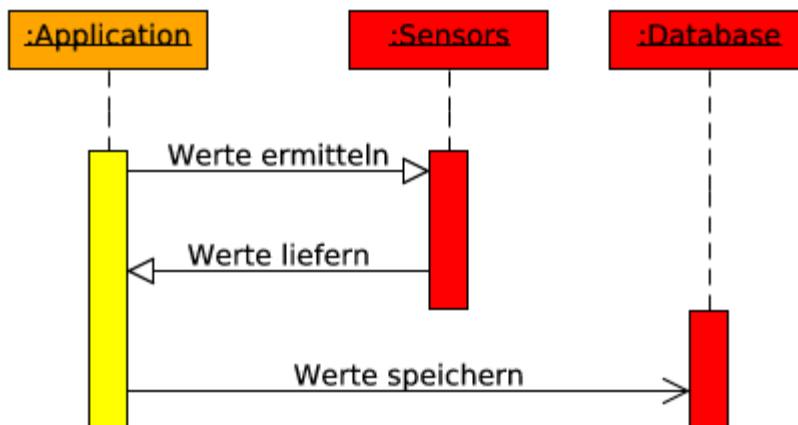 :Application
:Sensors
:Database
Werte ermitteln
Werte liefern
Werte speichern